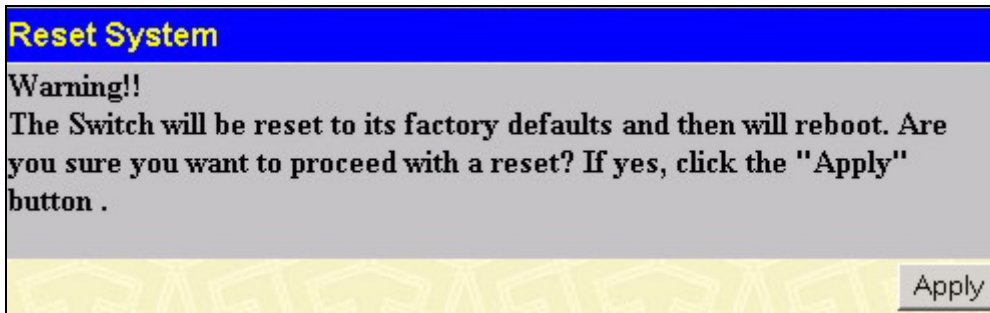 Reset System
Warning!!
The Switch will be reset to its factory defaults and then will reboot. Are
you sure you want to proceed with a reset? If yes, click the "Apply"
button .
Apply